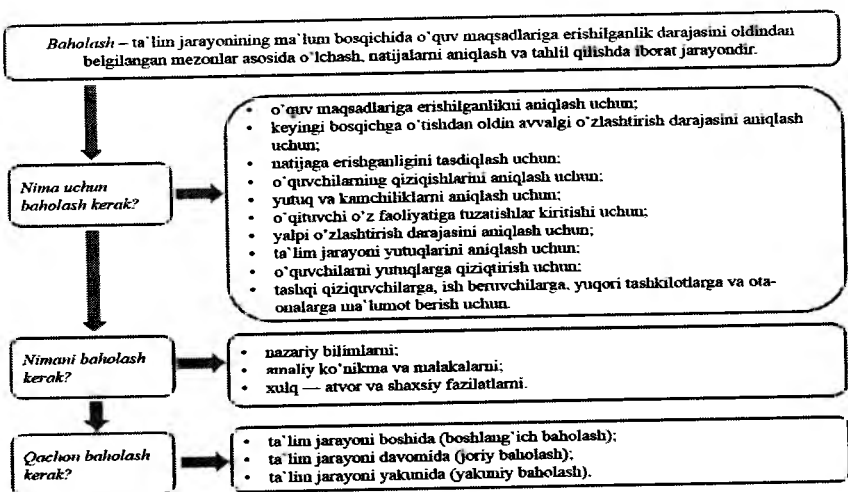 Baholash – ta`lim jarayonining ma`lum bosqichida o`quv maqsadlariga erishilganlik darajasini oldindan
belgilangan mezonlar asosida o`lchash, natijalarni aniqlash va tahlil qilishda iborat jarayondir.
Nima uchun
baholash kerak?
• o`quv maqsadlariga erishilganlikni aniqlash uchun;
• keyingi bosqichga o`tishdan oldin avvalgi o`zlashtirish darajasini aniqlash
uchun;
• natijaga erishganligini tasdiqlash uchun;
• o`quvchilarning qiziqishlarini aniqlash uchun;
• yutuq va kamchiliklarni aniqlash uchun;
• o`qituvchi o`z faoliyatiga tuzatishlar kiritishi uchun;
• yalpi o`zlashtirish darajasini aniqlash uchun;
• ta`lim jarayoni yutuqlarini aniqlash uchun;
• o`quvchilarni yutuqlarga qiziqtirish uchun;
• tashqi qiziquvchilarga, ish beruvchilarga, yuqori tashkilotlarga va ota-
onalarga ma`lumot berish uchun.
Nimani baholash
kerak?
• nazariy bilimlarni;
• amaliy ko`nikma va malakalarni;
• xulq — atvor va shaxsiy fazilatlarni.
Qachon baholash
kerak?
• ta`lim jarayoni boshida (boshlang`ich baholash);
• ta`lim jarayoni davomida (joriy baholash);
• ta`lim jarayoni yakunida (yakuniy baholash).